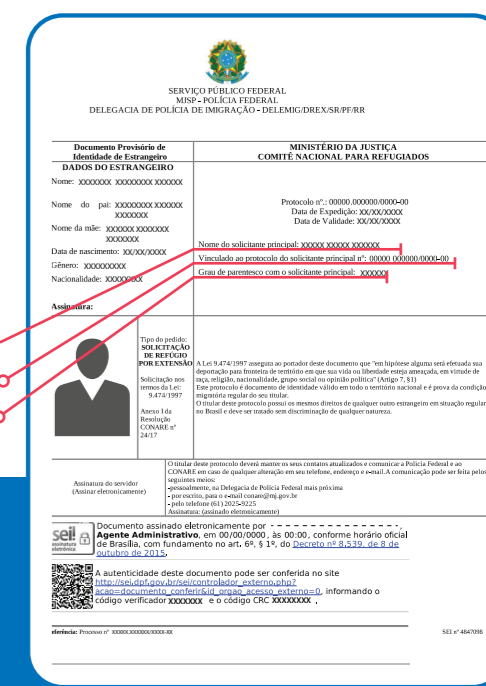 SERVIÇO PÚBLICO FEDERAL
MJSP - POLÍCIA FEDERAL
DELEGACIA DE POLÍCIA DE IMIGRAÇÃO - DELEMIG/DREX/SR/PF/RR
Documento Provisório de
Identidade de Estrangeiro
MINISTÉRIO DA JUSTIÇA
COMITÊ NACIONAL PARA REFUGIADOS
DADOS DO ESTRANGEIRO
Nome: XXXXXXX XXXXXXXX XXXXXX
Nome do pai: XXXXXXXX XXXXXX
XXXXXXX
Nome da mãe: XXXXXX XXXXXXX
XXXXXXX
Data de nascimento: XX/XX/XXXX
Gênero: XXXXXXXXX
Nacionalidade: XXXXXXXX
Assinatura:
Protocolo nº.: 00000.000000/0000-00
Data de Expedição: XX/XX/XXXX
Data de Validade: XX/XX/XXXX
Nome do solicitante principal: XXXXX XXXXX XXXXXX
Vinculado ao protocolo do solicitante principal nº: 00000 000000/0000-00
Grau de parentesco com o solicitante principal: XXXXXX
Tipo do pedido:
SOLICITAÇÃO
DE REFÚGIO
POR EXTENSÃO
Solicitação nos
termos da Lei:
9.474/1997
Anexo I da
Resolução
CONARE nº
24/17
A Lei 9.474/1997 assegura ao portador deste documento que "em hipótese alguma será efetuada sua
deportação para fronteira de território em que sua vida ou liberdade esteja ameaçada, em virtude de
raça, religião, nacionalidade, grupo social ou opinião política" (Artigo 7, §1)
Este protocolo é documento de identidade válido em todo o território nacional e é prova da condição
migratória regular do seu titular.
O titular deste protocolo possui os mesmos direitos de qualquer outro estrangeiro em situação regular
no Brasil e deve ser tratado sem discriminação de qualquer natureza.
Assinatura do servidor
(Assinar eletronicamente)
O titular deste protocolo deverá manter os seus contatos atualizados e comunicar a Polícia Federal e ao
CONARE em caso de qualquer alteração em seu telefone, endereço e e-mail.A comunicação pode ser feita pelos
seguintes meios:
-pessoalmente, na Delegacia de Polícia Federal mais próxima
- por escrito, para o e-mail conare@mj.gov.br
- pelo telefone (61) 2025-9225
Assinatura: (assinado eletronicamente)
sei!
assinatura
eletrônica
Documento assinado eletronicamente por - - - - - - - - - - - - - - - - - ,
Agente Administrativo, em 00/00/0000 , às 00:00, conforme horário oficial
de Brasília, com fundamento no art. 6º, § 1º, do Decreto nº 8.539, de 8 de
outubro de 2015.
A autenticidade deste documento pode ser conferida no site
http://sei.dpf.gov.br/sei/controlador_externo.php?
acao=documento_conferir&id_orgao_acesso_externo=0, informando o
código verificador XXXXXXX e o código CRC XXXXXXXX .
eferência: Processo nº XXXXX.XXXXXX/XXXX-XX
SEI nº 4847098